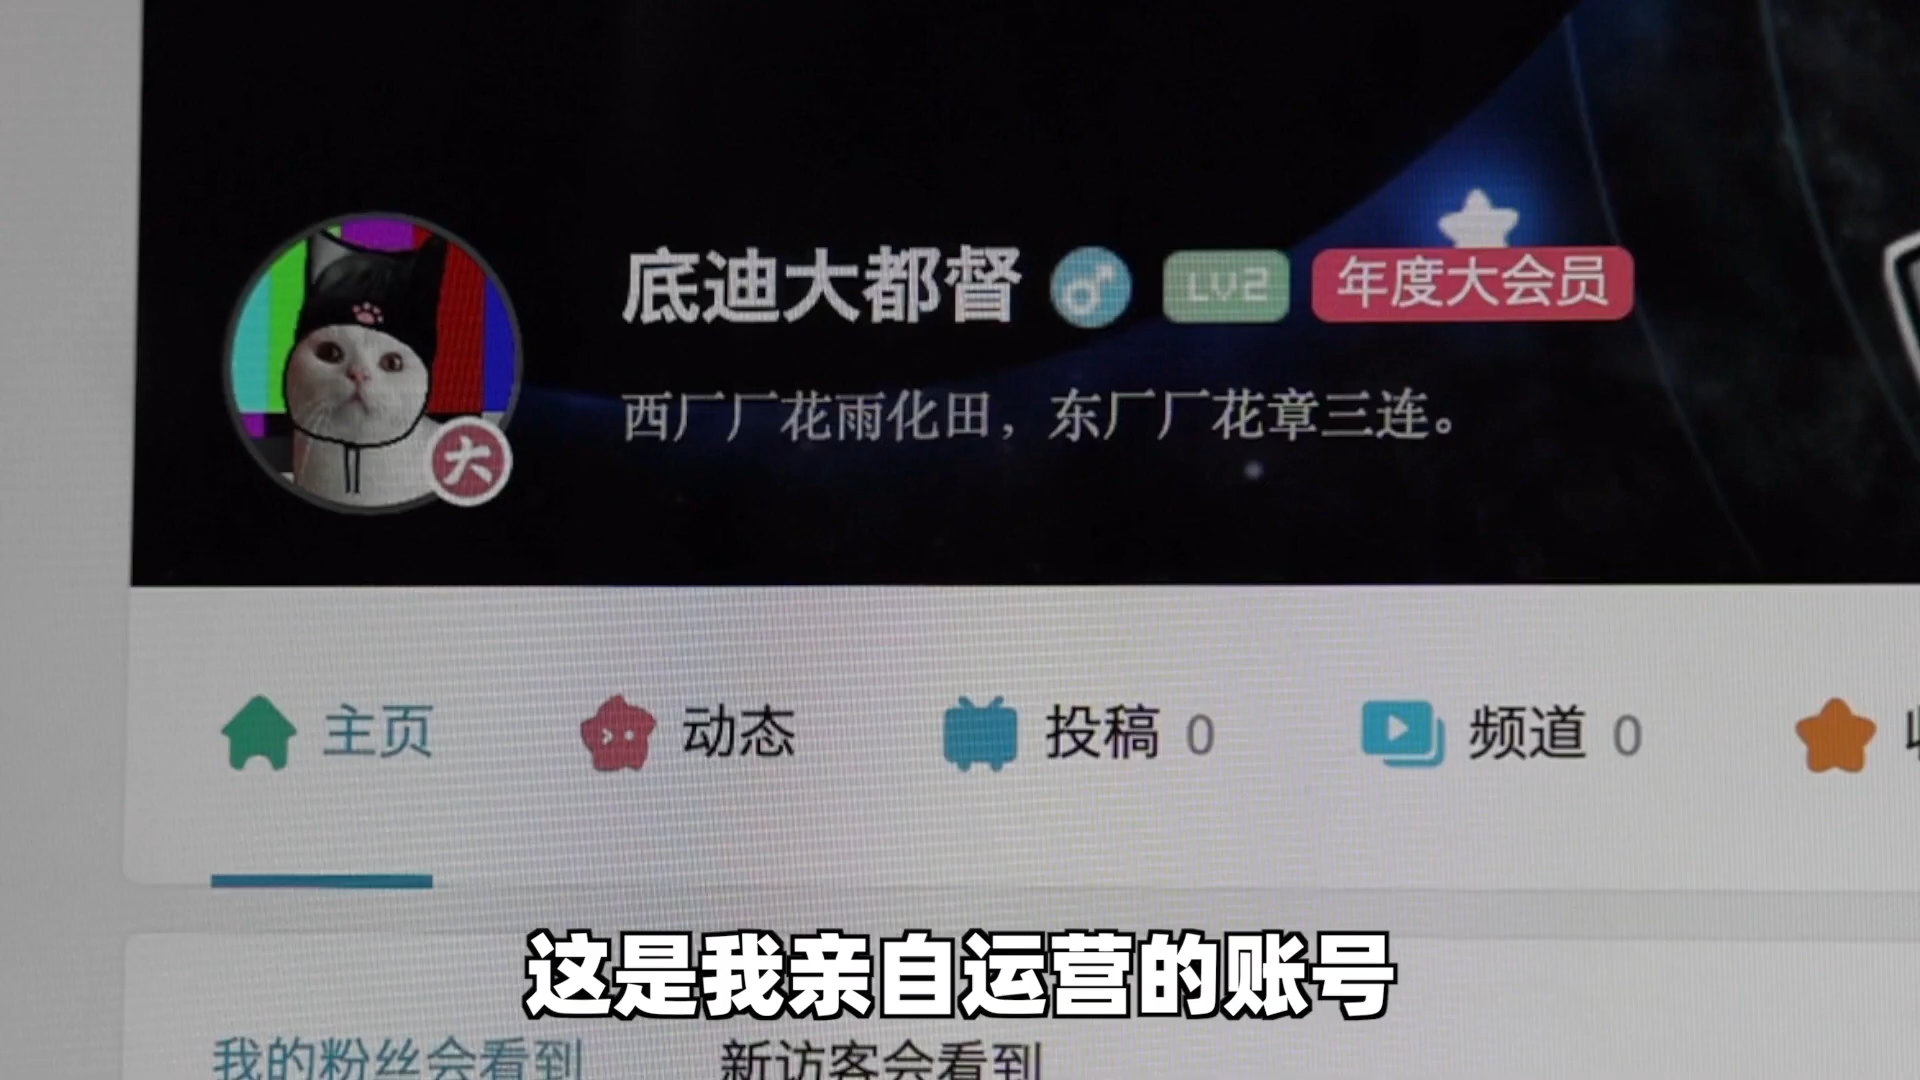 底迪大都督 LV2 年度大会员
西厂厂花雨化田，东厂厂花章三连。
大
主页 动态 投稿 0 频道 0
这是我亲自运营的账号
我的粉丝会看到 新访客会看到